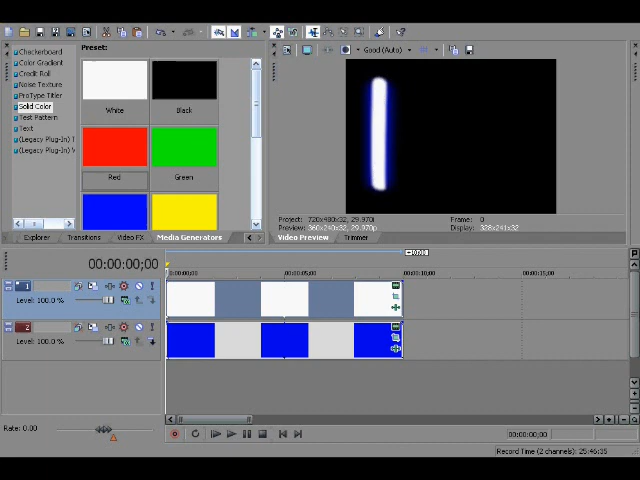 Good (Auto)
Checkerboard
Color Gradient
Credit Roll
Noise Texture
ProType Titler
Solid Color
Test Pattern
Text
(Legacy Plug-In) T
(Legacy Plug-In) V
Preset:
White
Black
Red
Green
Project: 720x480x32, 29.970i
Preview: 360x240x32, 29.970p
Frame: 0
Display: 328x241x32
Explorer
Transitions
Video FX
Media Generators
Video Preview
Trimmer
00:00:00;00
0:00:00;00
00:00:05;00
00:00:10;00
00:00:15;00
1
Level: 100.0 %
2
Level: 100.0 %
Rate: 0.00
00:00:00;00
Record Time (2 channels): 25:46:35